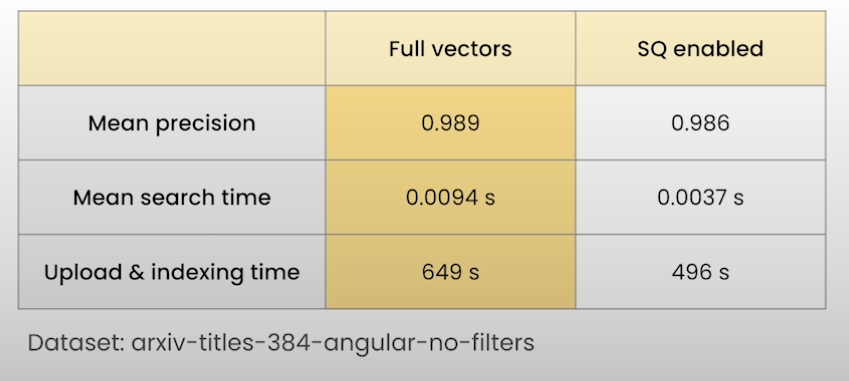 Full vectors SQ enabled
Mean precision 0.989 0.986
Mean search time 0.0094 s 0.0037 s
Upload & indexing time 649 s 496 s
Dataset: arxiv-titles-384-angular-no-filters